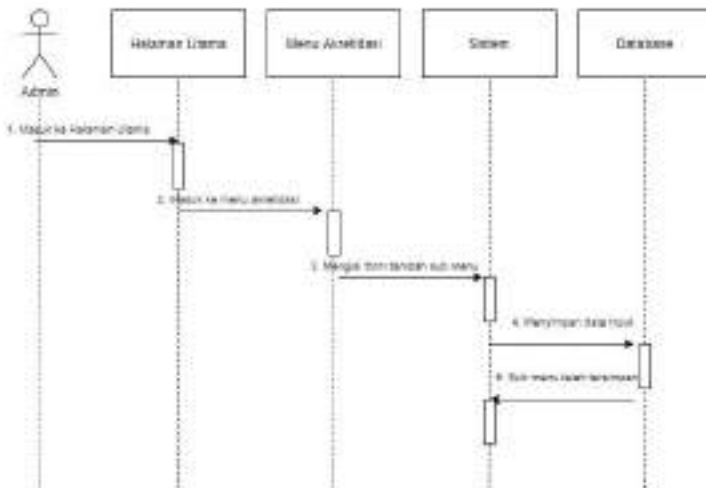 Halaman Utama
Menu Akreditasi
Sistem
Database
Admin
1. Masuk ke Halaman Utama
2. Masuk ke menu akreditasi
3. Mengisi form tambah sub menu
4. Menyimpan data input
5. Sub menu telah tersimpan